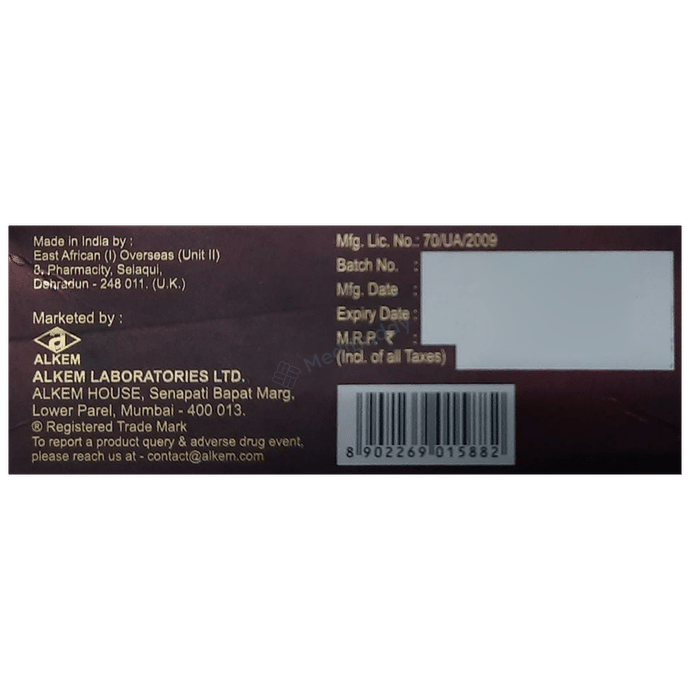 Made in India by :
East African (I) Overseas (Unit II)
3, Pharmacity, Selaqui,
Dehradun - 248 011. (U.K.)
Marketed by :
a
ALKEM
ALKEM LABORATORIES LTD.
ALKEM HOUSE, Senapati Bapat Marg,
Lower Parel, Mumbai - 400 013.
® Registered Trade Mark
To report a product query & adverse drug event,
please reach us at - contact@alkem.com
Mfg. Lic. No.: 70/UA/2009
Batch No. :
Mfg. Date :
Expiry Date :
M.R.P. ₹ :
(Incl. of all Taxes)
8 902269 015882